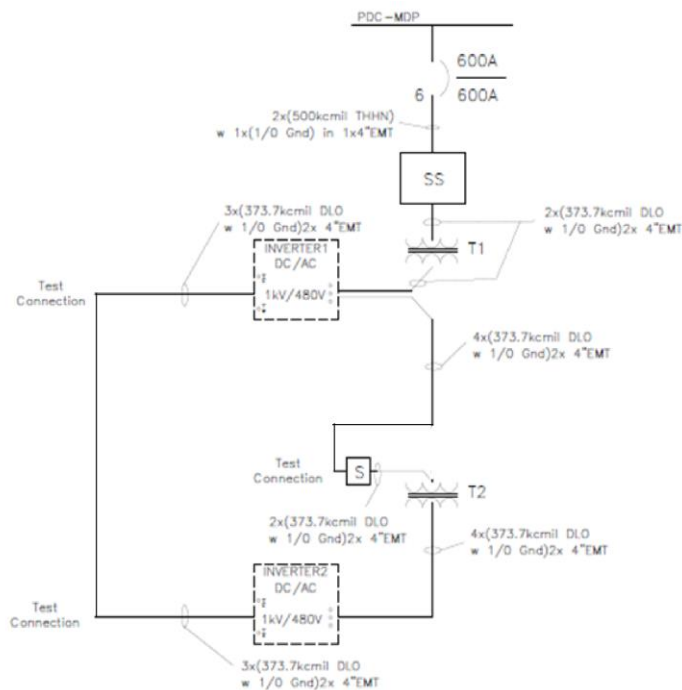 PDC-MDP
600A
600A
6
2x(500kcmil THHN)
w 1x(1/0 Gnd) in 1x4"EMT
SS
3x(373.7kcmil DLO
w 1/0 Gnd)2x 4"EMT
2x(373.7kcmil DLO
w 1/0 Gnd)2x 4"EMT
T1
INVERTER1
DC/AC
1kV/480V
Test
Connection
4x(373.7kcmil DLO
w 1/0 Gnd)2x 4"EMT
Test
Connection
S
T2
2x(373.7kcmil DLO
w 1/0 Gnd)2x 4"EMT
4x(373.7kcmil DLO
w 1/0 Gnd)2x 4"EMT
INVERTER2
DC/AC
1kV/480V
Test
Connection
3x(373.7kcmil DLO
w 1/0 Gnd)2x 4"EMT